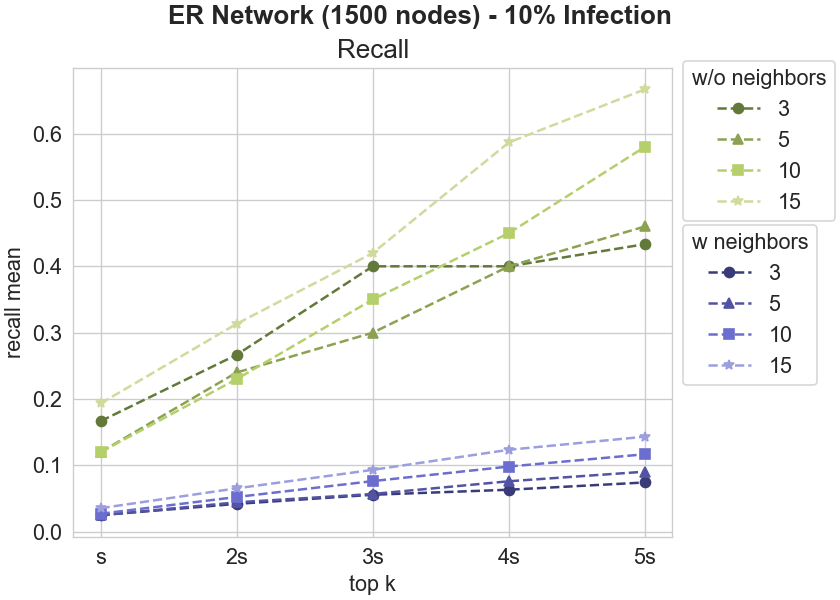 ER Network (1500 nodes) - 10% Infection
Recall
recall mean
0.6
0.5
0.4
0.3
0.2
0.1
0.0
s 2s 3s 4s 5s
top k
w/o neighbors
3
5
10
15
w neighbors
3
5
10
15